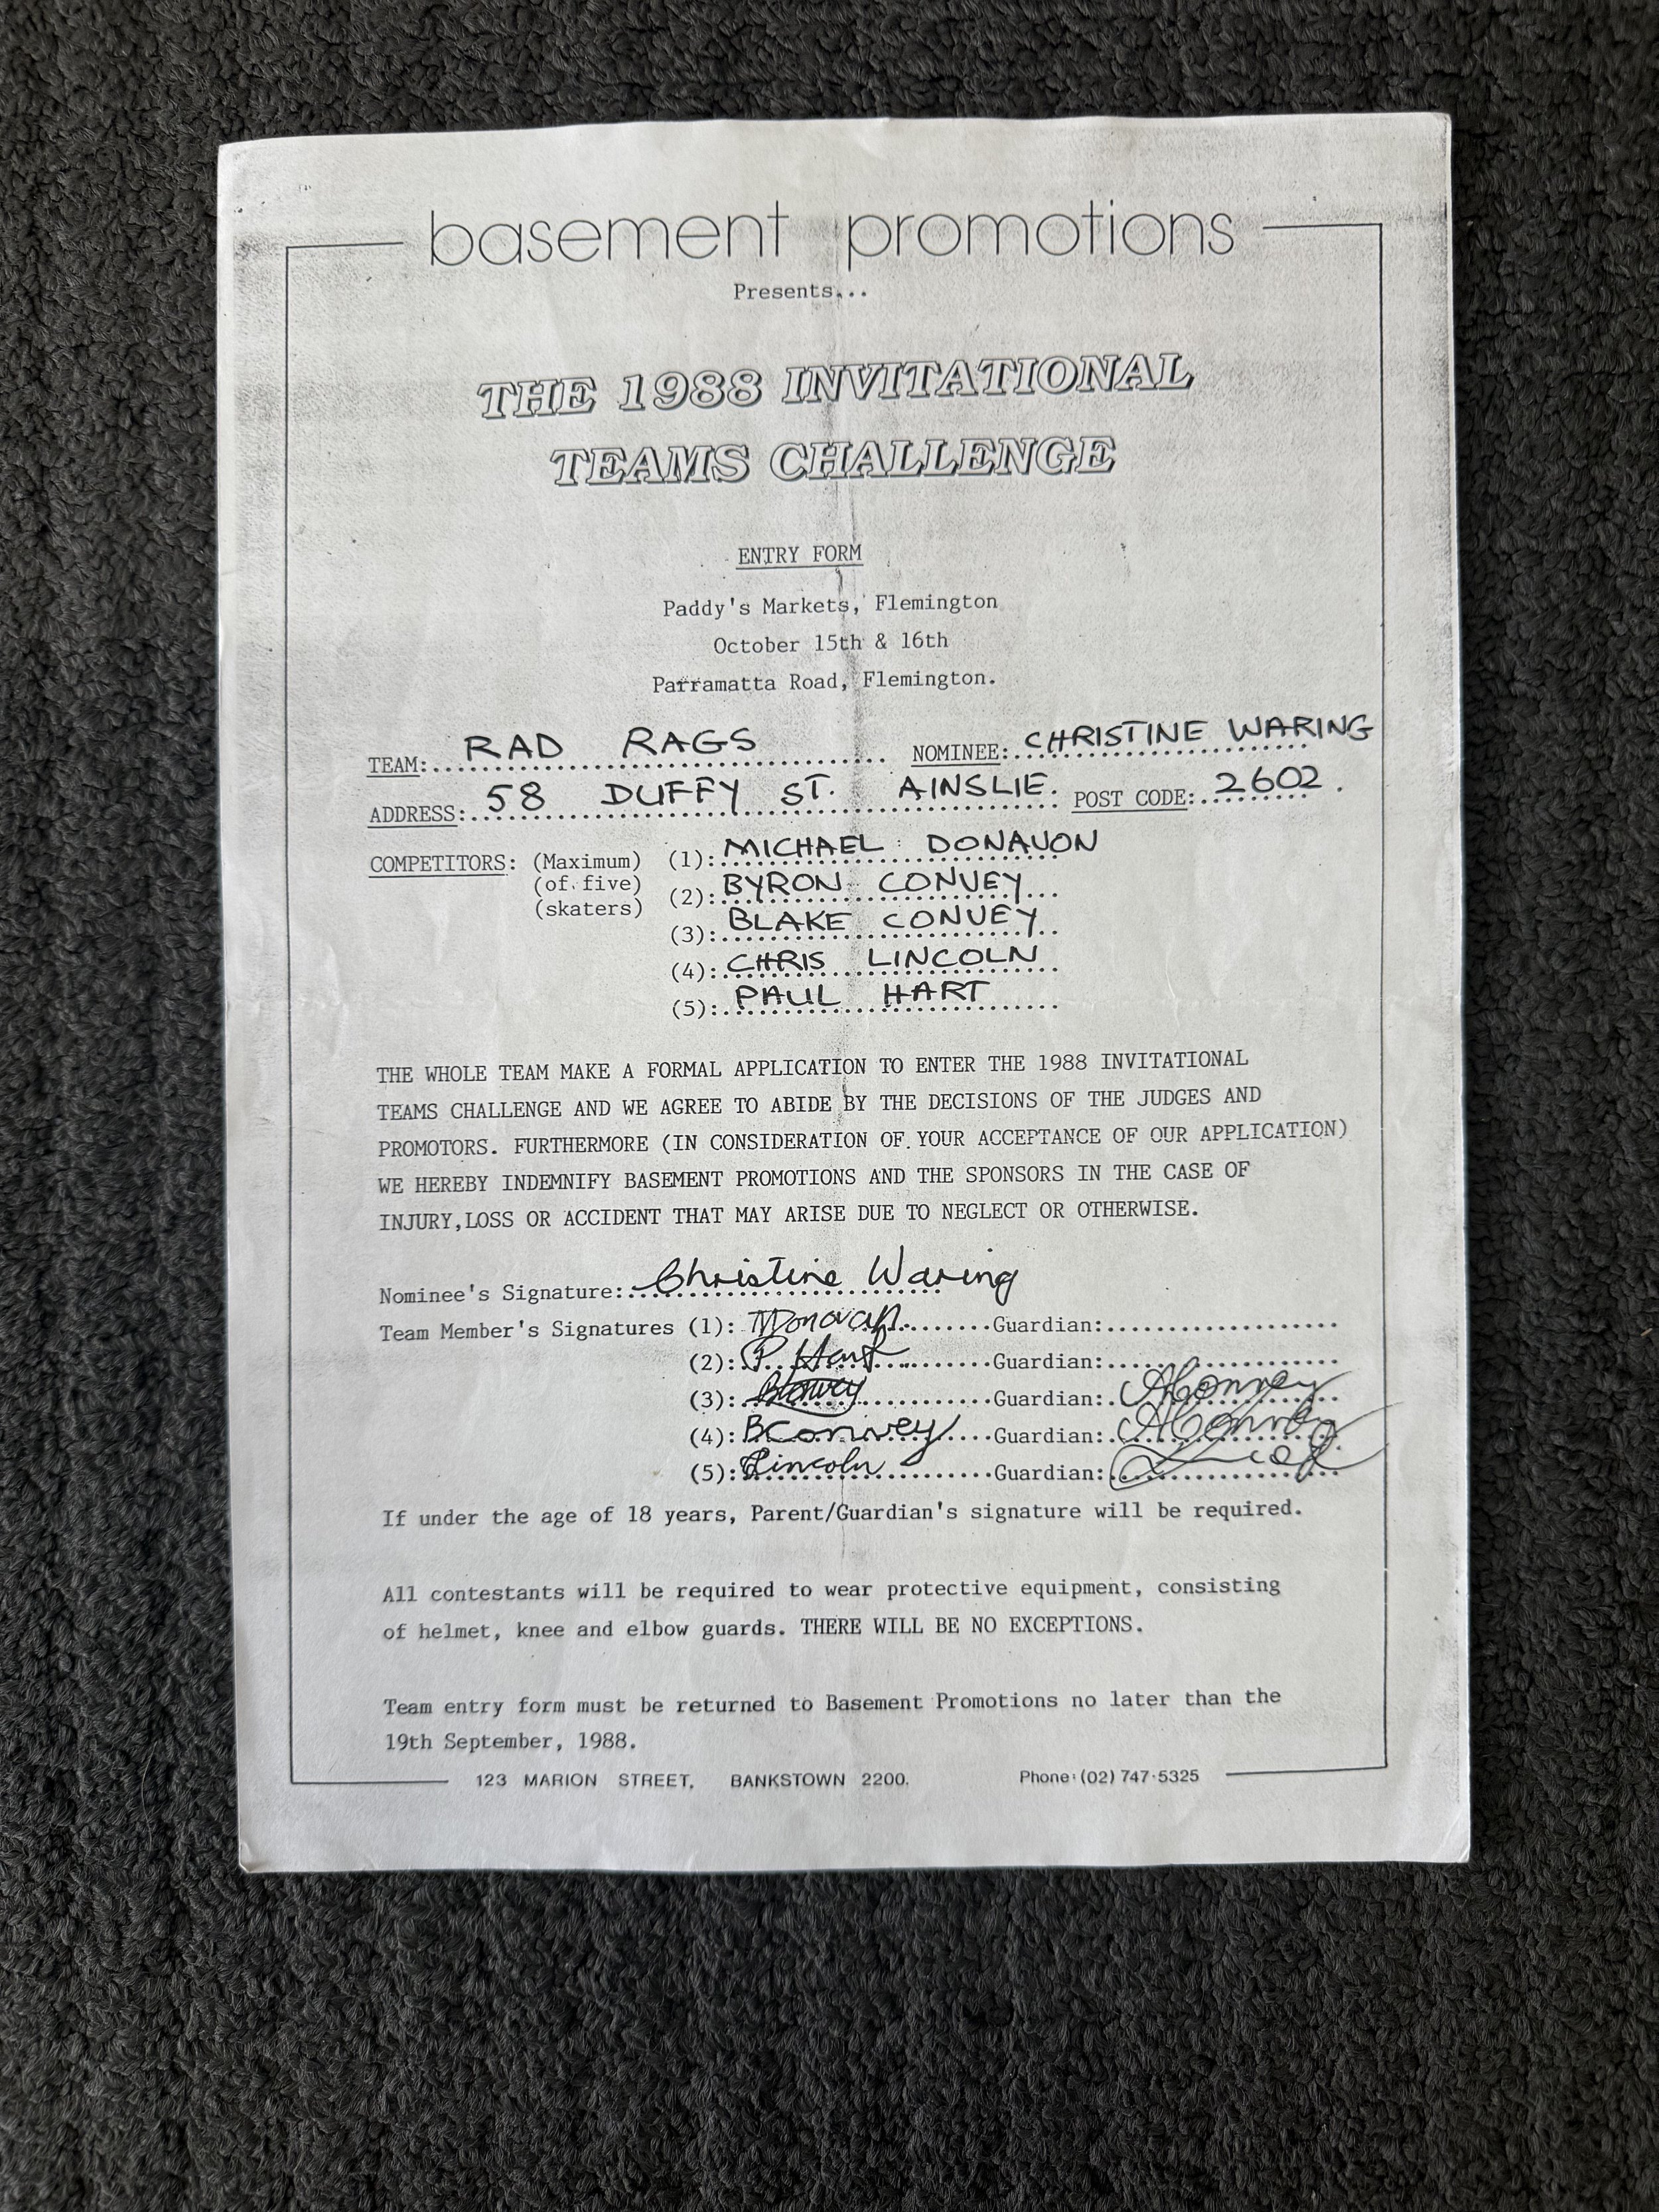 basement promotions
Presents...
THE 1988 INVITATIONAL
TEAMS CHALLENGE
ENTRY FORM
Paddy's Markets, Flemington
October 15th & 16th
Parramatta Road, Flemington.
TEAM: RAD RAGS NOMINEE: CHRISTINE WARING
ADDRESS: 58 DUFFY ST. AINSLIE. POST CODE: 2602.
COMPETITORS: (Maximum) (1): MICHAEL DONAVON
(of five) (2): BYRON CONVEY
(skaters) (3): BLAKE CONVEY
(4): CHRIS LINCOLN
(5): PAUL HART
THE WHOLE TEAM MAKE A FORMAL APPLICATION TO ENTER THE 1988 INVITATIONAL
TEAMS CHALLENGE AND WE AGREE TO ABIDE BY THE DECISIONS OF THE JUDGES AND
PROMOTORS. FURTHERMORE (IN CONSIDERATION OF YOUR ACCEPTANCE OF OUR APPLICATION)
WE HEREBY INDEMNIFY BASEMENT PROMOTIONS AND THE SPONSORS IN THE CASE OF
INJURY,LOSS OR ACCIDENT THAT MAY ARISE DUE TO NEGLECT OR OTHERWISE.
Nominee's Signature: Christine Waring
Team Member's Signatures (1): MDonovan Guardian:
(2): P. Hart Guardian:
(3): BConvey Guardian: AConvey
(4): BConvey Guardian:
(5): Lincoln Guardian:
If under the age of 18 years, Parent/Guardian's signature will be required.
All contestants will be required to wear protective equipment, consisting
of helmet, knee and elbow guards. THERE WILL BE NO EXCEPTIONS.
Team entry form must be returned to Basement Promotions no later than the
19th September, 1988.
123 MARION STREET, BANKSTOWN 2200. Phone: (02) 747·5325